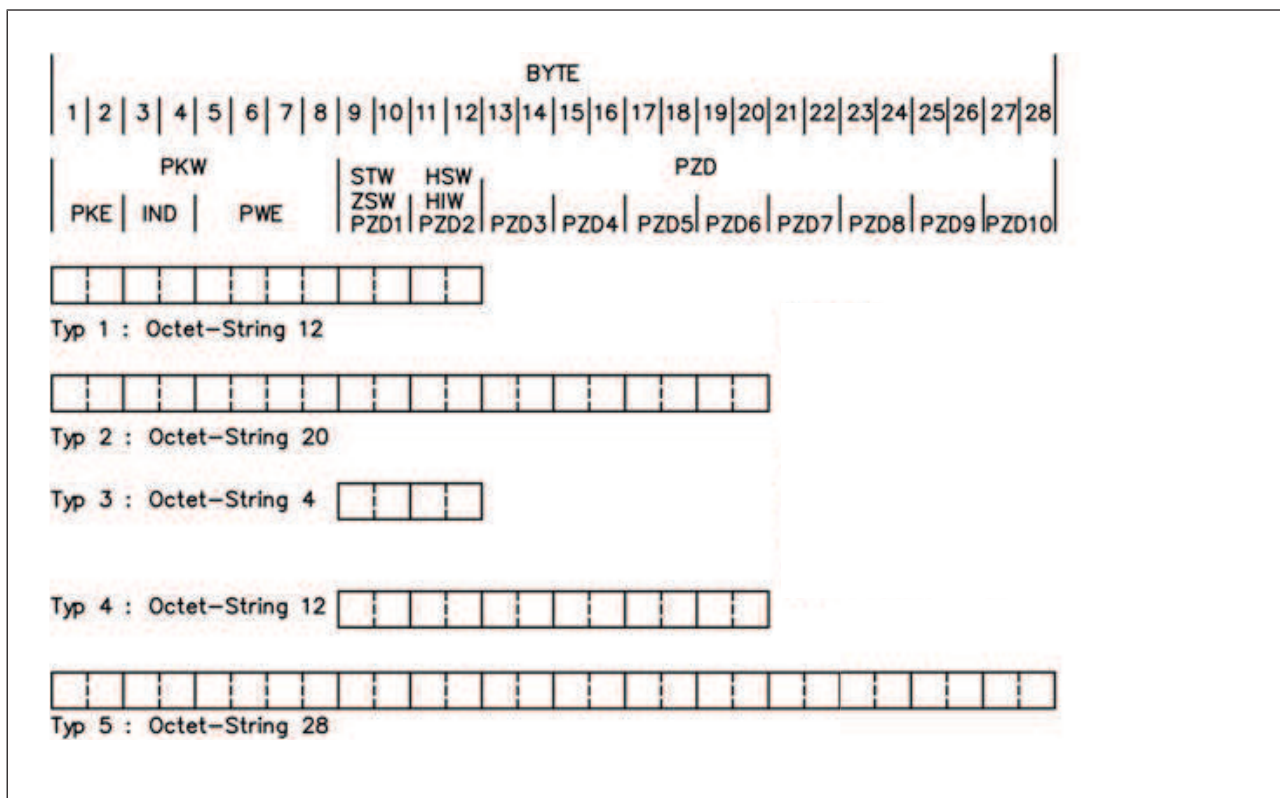 BYTE
1 2 3 4 5 6 7 8 9 10 11 12 13 14 15 16 17 18 19 20 21 22 23 24 25 26 27 28
PKW PZD
STW HSW
PKE IND PWE ZSW HIW
PZD1 PZD2 PZD3 PZD4 PZD5 PZD6 PZD7 PZD8 PZD9 PZD10
Typ 1 : Octet-String 12
Typ 2 : Octet-String 20
Typ 3 : Octet-String 4
Typ 4 : Octet-String 12
Typ 5 : Octet-String 28